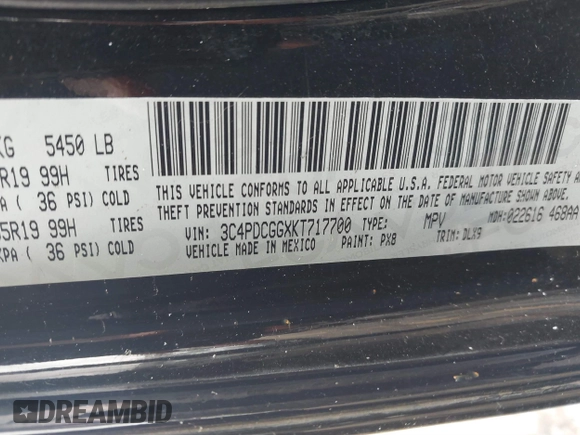 KG 5450 LB
R19 99H TIRES
PA ( 36 PSI) COLD
5R19 99H TIRES
KPA ( 36 PSI) COLD
THIS VEHICLE CONFORMS TO ALL APPLICABLE U.S.A. FEDERAL MOTOR VEHICLE SAFETY
THEFT PREVENTION STANDARDS IN EFFECT ON THE DATE OF MANUFACTURE SHOWN ABOVE.
VIN: 3C4PDCGGXKT717700 TYPE: MPV MDH:022616 468AA
VEHICLE MADE IN MEXICO PAINT: PX8 TRIM: DLX9
DREAMBID